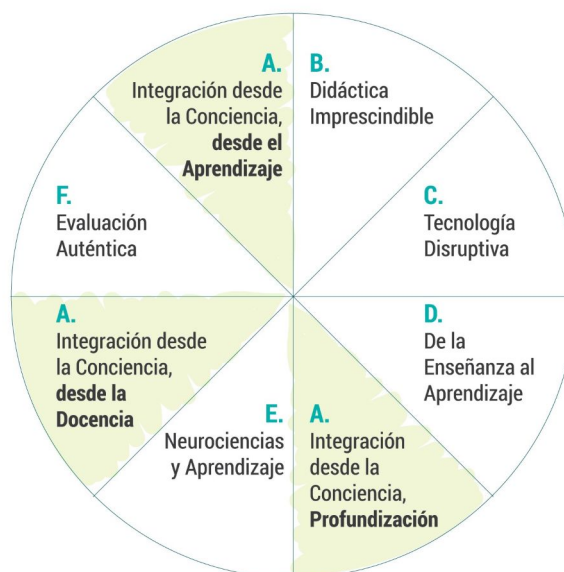 A.
Integración desde
la Conciencia,
desde el
Aprendizaje
B.
Didáctica
Imprescindible
C.
Tecnología
Disruptiva
D.
De la
Enseñanza al
Aprendizaje
A.
Integración
desde la
Conciencia,
Profundización
E.
Neurociencias
y Aprendizaje
A.
Integración desde
la Conciencia,
desde la
Docencia
F.
Evaluación
Auténtica